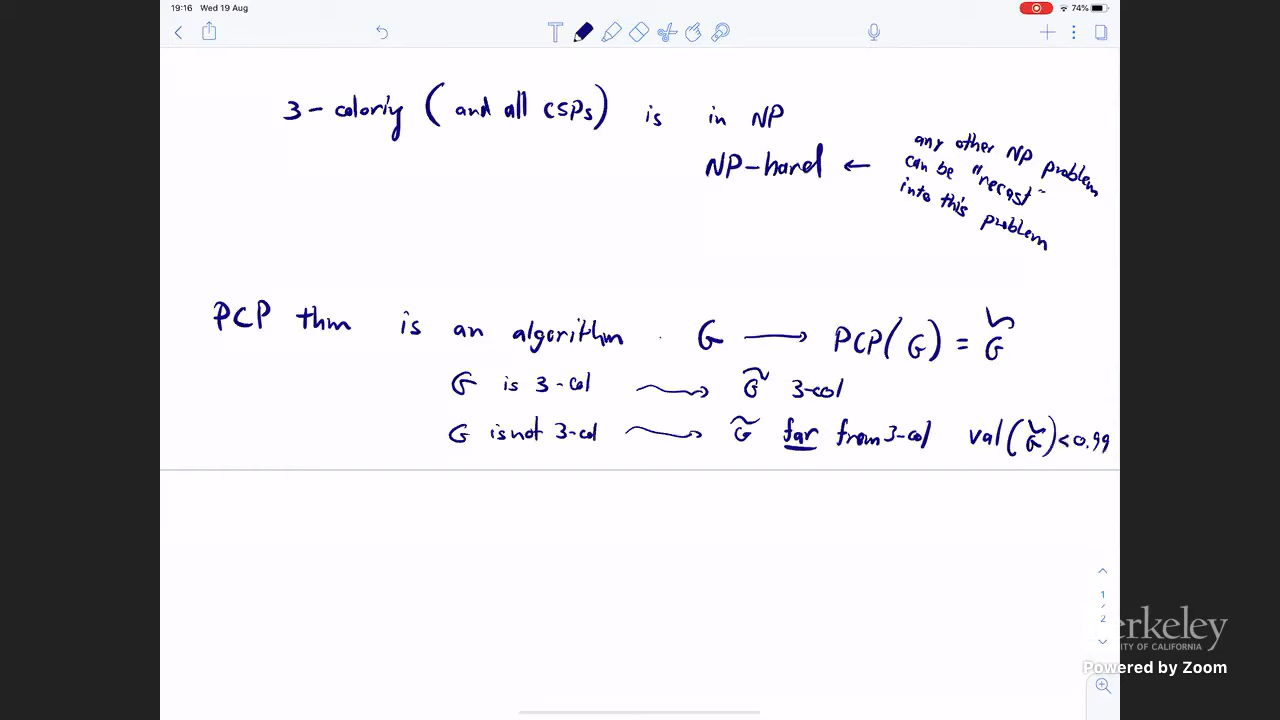 19:16 Wed 19 Aug
74%
3-coloring (and all CSPs) is in NP
NP-hard ← any other NP problem
can be "recast"
into this problem
PCP thm is an algorithm. G → PCP(G) = G̃
G is 3-col → G̃ 3-col
G is not 3-col → G̃ far from 3-col val(G̃) < 0.99
1
2
erkeley
ITY OF CALIFORNIA
Powered by Zoom